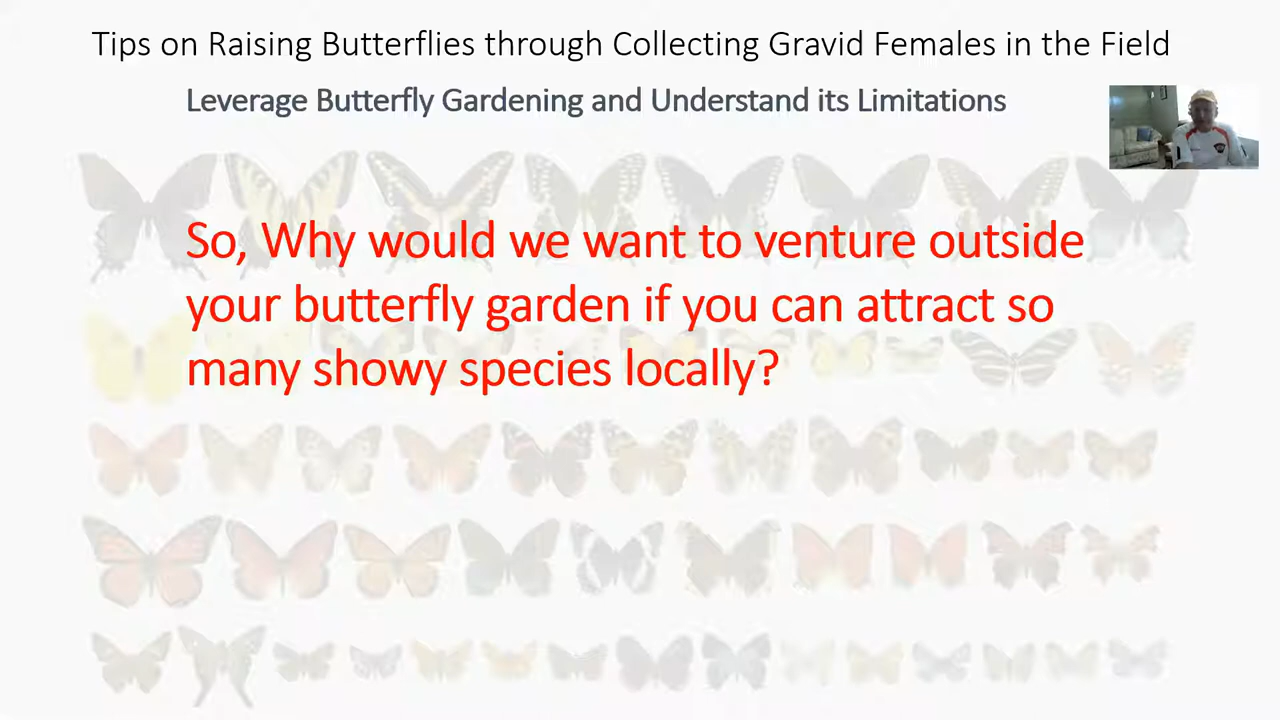 Tips on Raising Butterflies through Collecting Gravid Females in the Field
Leverage Butterfly Gardening and Understand its Limitations
So, Why would we want to venture outside
your butterfly garden if you can attract so
many showy species locally?